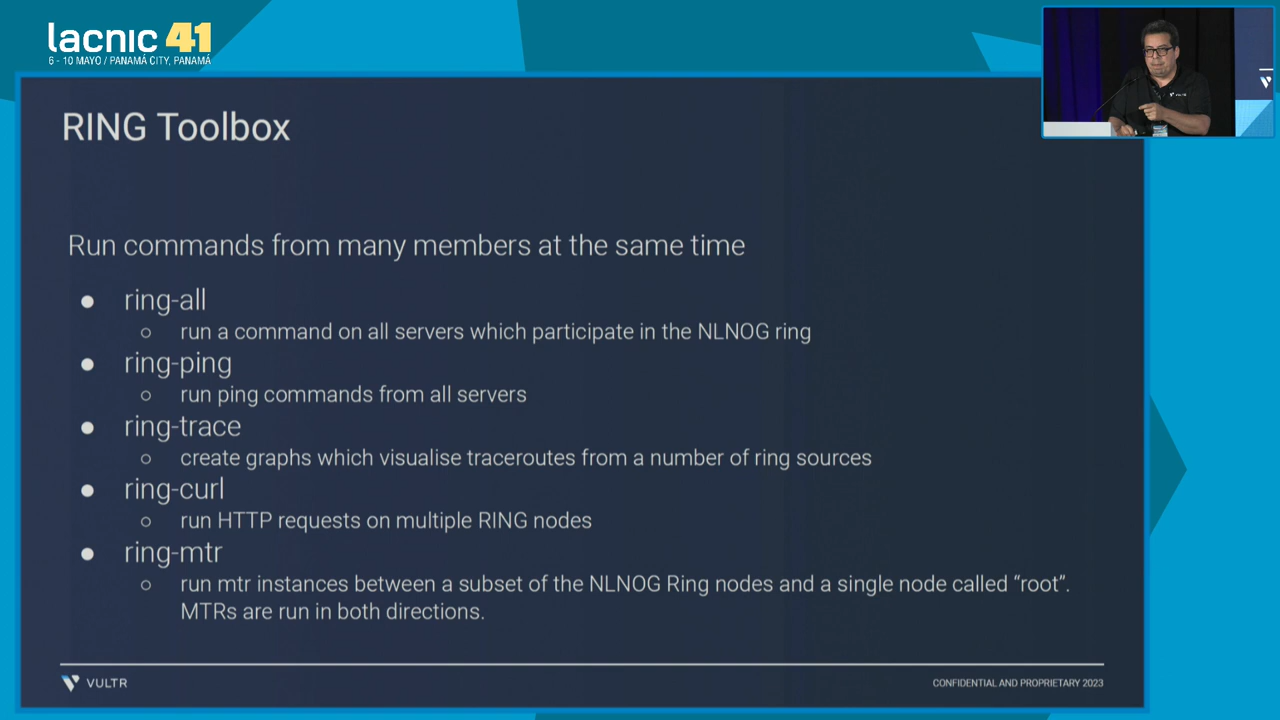 lacnic 41
6 - 10 MAYO / PANAMÁ CITY, PANAMÁ
RING Toolbox
Run commands from many members at the same time
● ring-all
○ run a command on all servers which participate in the NLNOG ring
● ring-ping
○ run ping commands from all servers
● ring-trace
○ create graphs which visualise traceroutes from a number of ring sources
● ring-curl
○ run HTTP requests on multiple RING nodes
● ring-mtr
○ run mtr instances between a subset of the NLNOG Ring nodes and a single node called “root”.
MTRs are run in both directions.
VULTR
CONFIDENTIAL AND PROPRIETARY 2023
VULTR